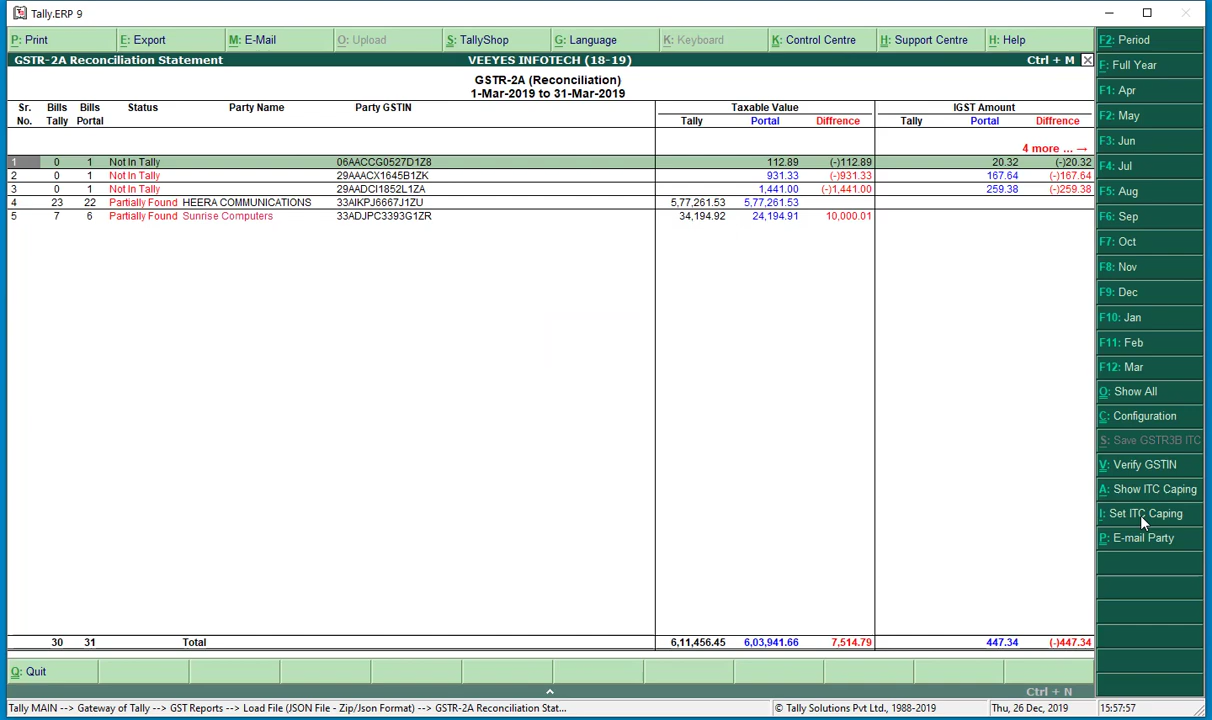 Tally.ERP 9
P: Print E: Export M: E-Mail O: Upload S: TallyShop G: Language K: Keyboard K: Control Centre H: Support Centre H: Help
GSTR-2A Reconciliation Statement VEEYES INFOTECH (18-19) Ctrl + M
GSTR-2A (Reconciliation)
1-Mar-2019 to 31-Mar-2019
Sr. Bills Bills Status Party Name Party GSTIN Taxable Value IGST Amount
No. Tally Portal Tally Portal Diffrence Tally Portal Diffrence
4 more ... →
1 0 1 Not In Tally 06AACCG0527D1Z8 112.89 (-)112.89 20.32 (-)20.32
2 0 1 Not In Tally 29AAACX1645B1ZK 931.33 (-)931.33 167.64 (-)167.64
3 0 1 Not In Tally 29AADCI1852L1ZA 1,441.00 (-)1,441.00 259.38 (-)259.38
4 23 22 Partially Found HEERA COMMUNICATIONS 33AIKPJ6667J1ZU 5,77,261.53 5,77,261.53
5 7 6 Partially Found Sunrise Computers 33ADJPC3393G1ZR 34,194.92 24,194.91 10,000.01
30 31 Total 6,11,456.45 6,03,941.66 7,514.79 447.34 (-)447.34
F2: Period
F: Full Year
F1: Apr
F2: May
F3: Jun
F4: Jul
F5: Aug
F6: Sep
F7: Oct
F8: Nov
F9: Dec
F10: Jan
F11: Feb
F12: Mar
O: Show All
C: Configuration
S: Save GSTR3B ITC
V: Verify GSTIN
A: Show ITC Caping
I: Set ITC Caping
P: E-mail Party
Q: Quit
Ctrl + N
Tally MAIN --> Gateway of Tally --> GST Reports --> Load File (JSON File - Zip/Json Format) --> GSTR-2A Reconciliation Stat... © Tally Solutions Pvt Ltd., 1988-2019 Thu, 26 Dec, 2019 15:57:57